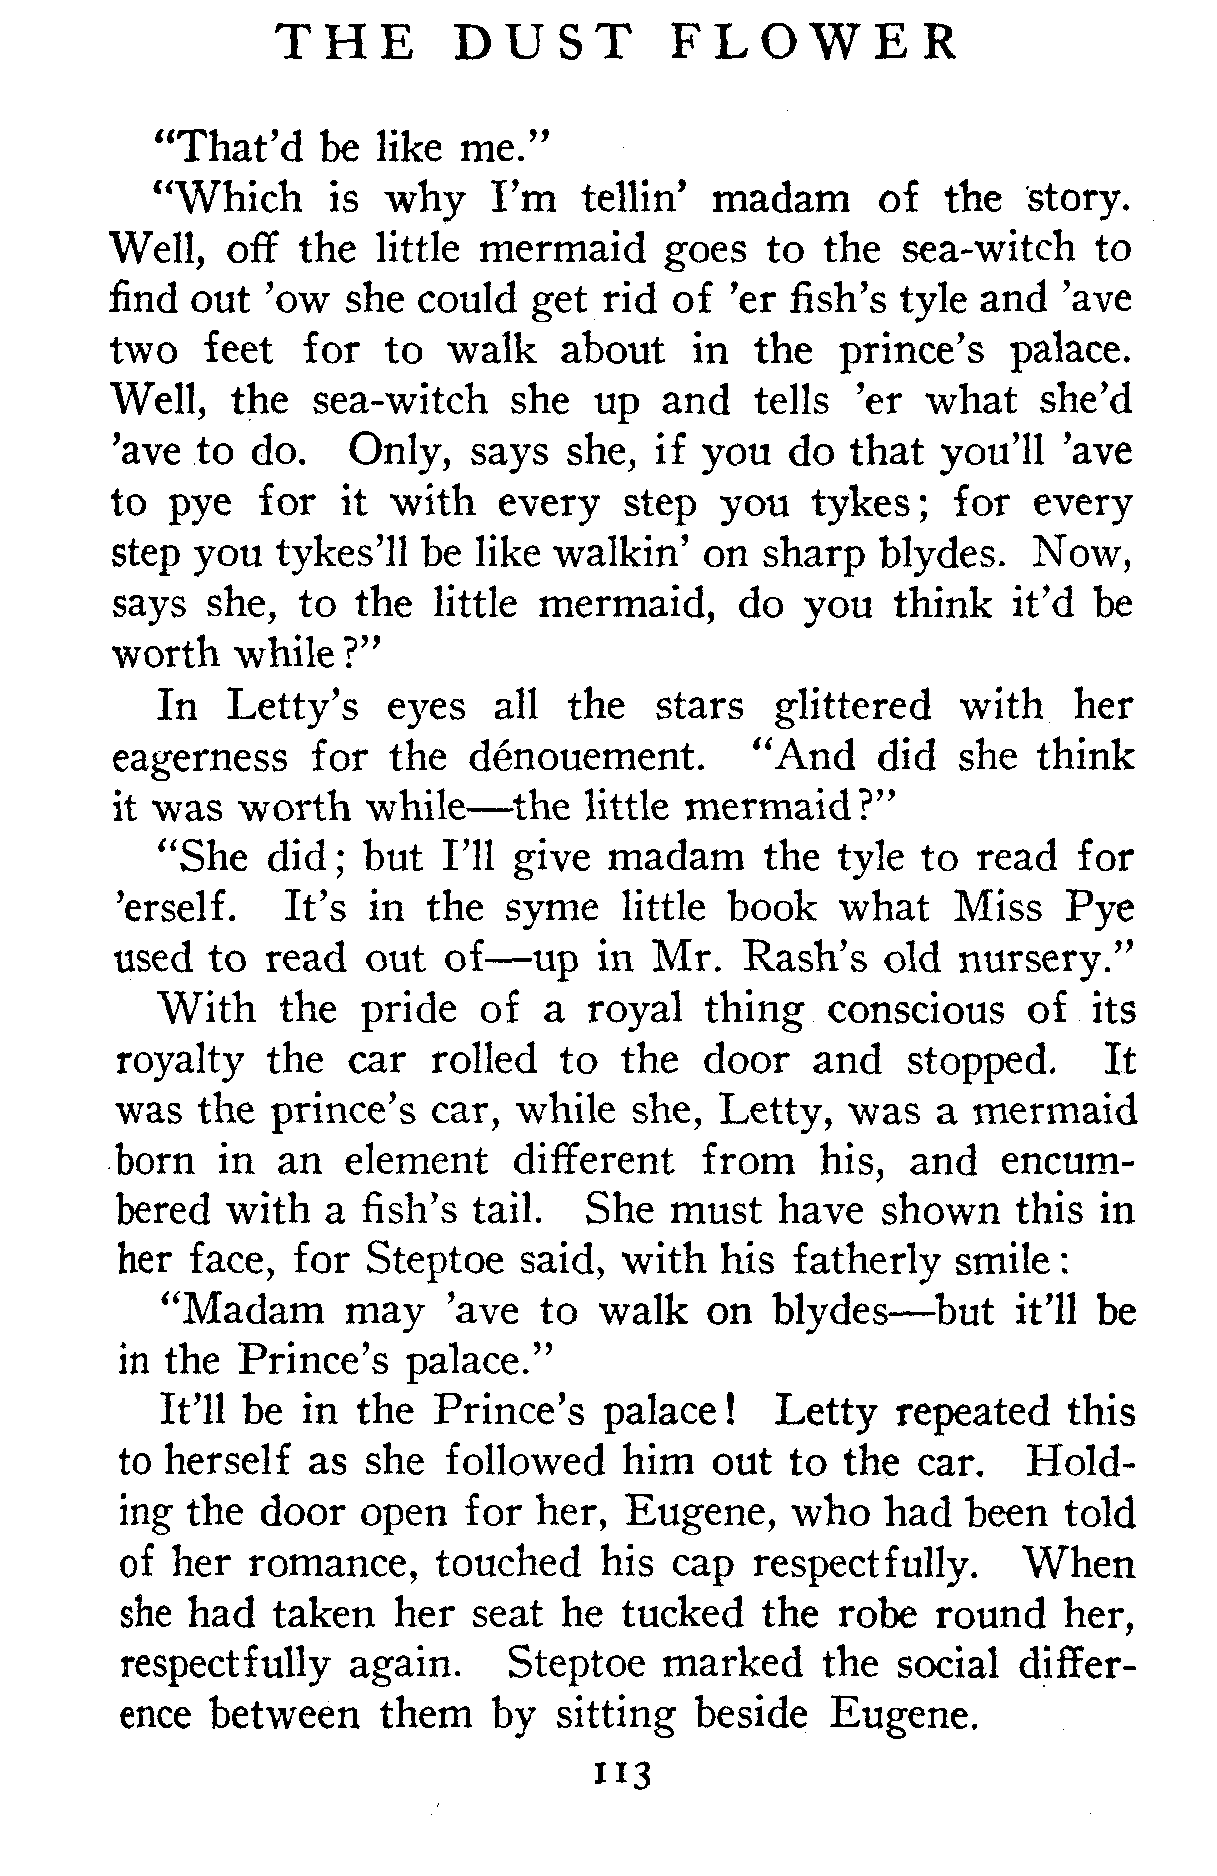 THE DUST FLOWER
“That’d be like me.”
“Which is why I’m tellin’ madam of the story.
Well, off the little mermaid goes to the sea-witch to
find out ’ow she could get rid of ’er fish’s tyle and ’ave
two feet for to walk about in the prince’s palace.
Well, the sea-witch she up and tells ’er what she’d
’ave to do. Only, says she, if you do that you’ll ’ave
to pye for it with every step you tykes; for every
step you tykes’ll be like walkin’ on sharp blydes. Now,
says she, to the little mermaid, do you think it’d be
worth while?”
In Letty’s eyes all the stars glittered with her
eagerness for the dénouement. “And did she think
it was worth while—the little mermaid?”
“She did; but I’ll give madam the tyle to read for
’erself. It’s in the syme little book what Miss Pye
used to read out of—up in Mr. Rash’s old nursery.”
With the pride of a royal thing conscious of its
royalty the car rolled to the door and stopped. It
was the prince’s car, while she, Letty, was a mermaid
born in an element different from his, and encum-
bered with a fish’s tail. She must have shown this in
her face, for Steptoe said, with his fatherly smile:
“Madam may ’ave to walk on blydes—but it’ll be
in the Prince’s palace.”
It’ll be in the Prince’s palace! Letty repeated this
to herself as she followed him out to the car. Hold-
ing the door open for her, Eugene, who had been told
of her romance, touched his cap respectfully. When
she had taken her seat he tucked the robe round her,
respectfully again. Steptoe marked the social differ-
ence between them by sitting beside Eugene.
113